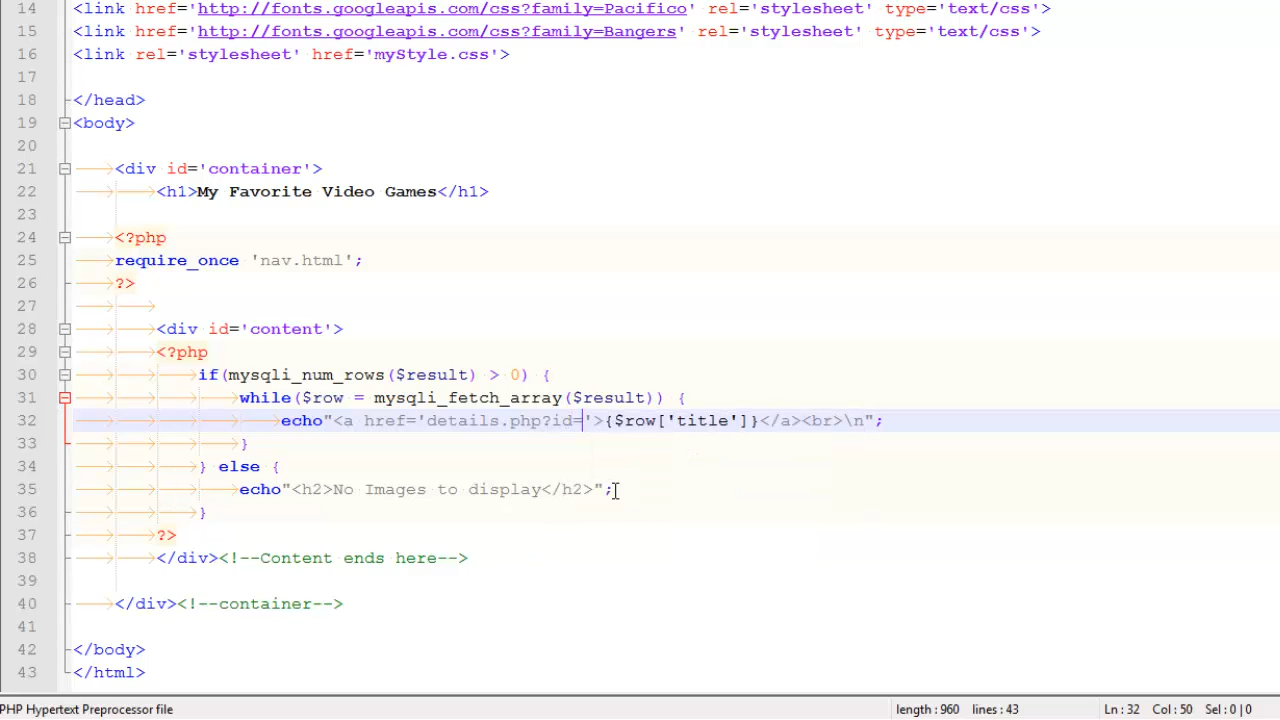 14 <link href='http://fonts.googleapis.com/css?family=Pacifico' rel='stylesheet' type='text/css'>
15 <link href='http://fonts.googleapis.com/css?family=Bangers' rel='stylesheet' type='text/css'>
16 <link rel='stylesheet' href='myStyle.css'>
17
18 </head>
19 <body>
20
21 <div id='container'>
22 <h1>My Favorite Video Games</h1>
23
24 <?php
25 require_once 'nav.html';
26 ?>
27
28 <div id='content'>
29 <?php
30 if(mysqli_num_rows($result) > 0) {
31 while($row = mysqli_fetch_array($result)) {
32 echo"<a href='details.php?id='>{$row['title']}</a><br>\n";
33 }
34 } else {
35 echo"<h2>No Images to display</h2>";
36 }
37 ?>
38 </div><!--Content ends here-->
39
40 </div><!--container-->
41
42 </body>
43 </html>
PHP Hypertext Preprocessor file length : 960 lines : 43 Ln : 32 Col : 50 Sel : 0 | 0